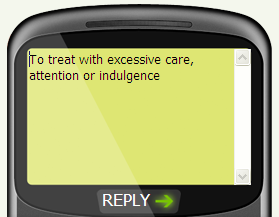 To treat with excessive care,
attention or indulgence
REPLY